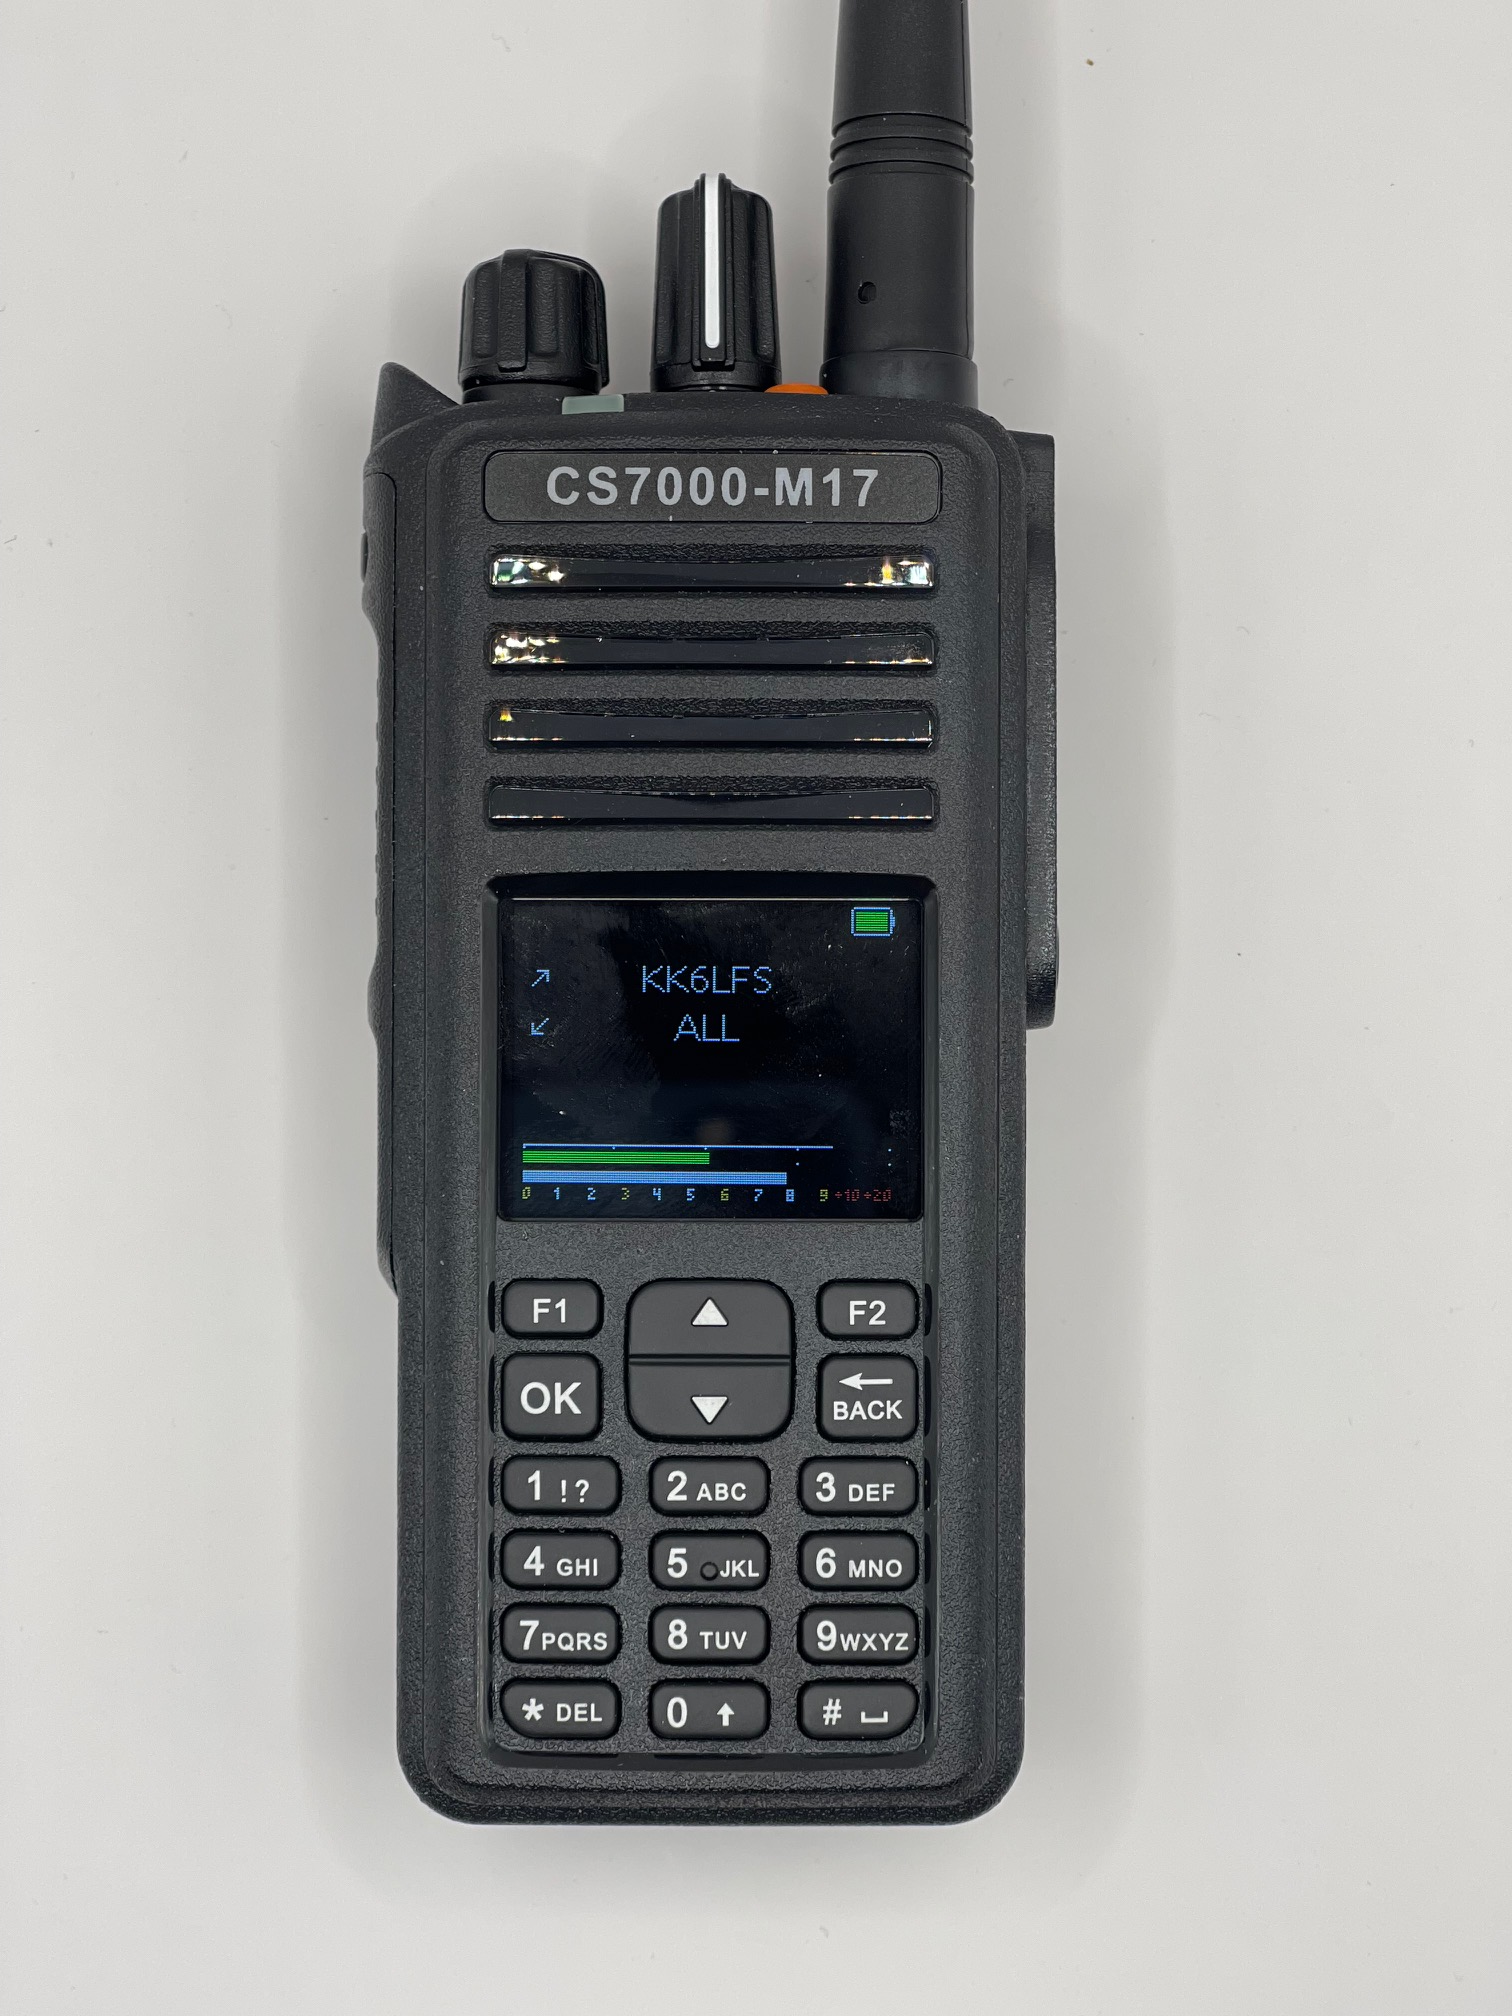 CS7000-M17
KK6LFS
ALL
0 1 2 3 4 5 6 7 8 9 +10 +20
F1 F2
OK BACK
1 !? 2 ABC 3 DEF
4 GHI 5 JKL 6 MNO
7 PQRS 8 TUV 9 WXYZ
* DEL 0 #